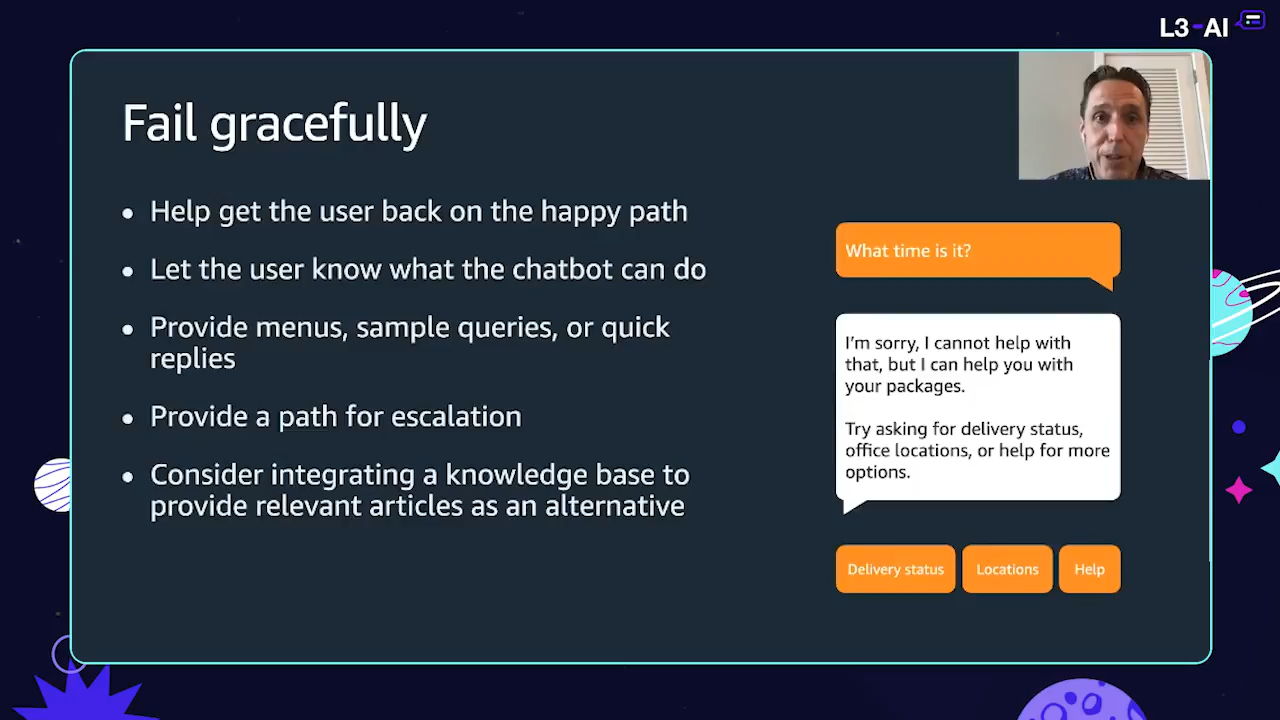 L3-AI
Fail gracefully
• Help get the user back on the happy path
• Let the user know what the chatbot can do
• Provide menus, sample queries, or quick
replies
• Provide a path for escalation
• Consider integrating a knowledge base to
provide relevant articles as an alternative
What time is it?
I'm sorry, I cannot help with
that, but I can help you with
your packages.
Try asking for delivery status,
office locations, or help for more
options.
Delivery status
Locations
Help